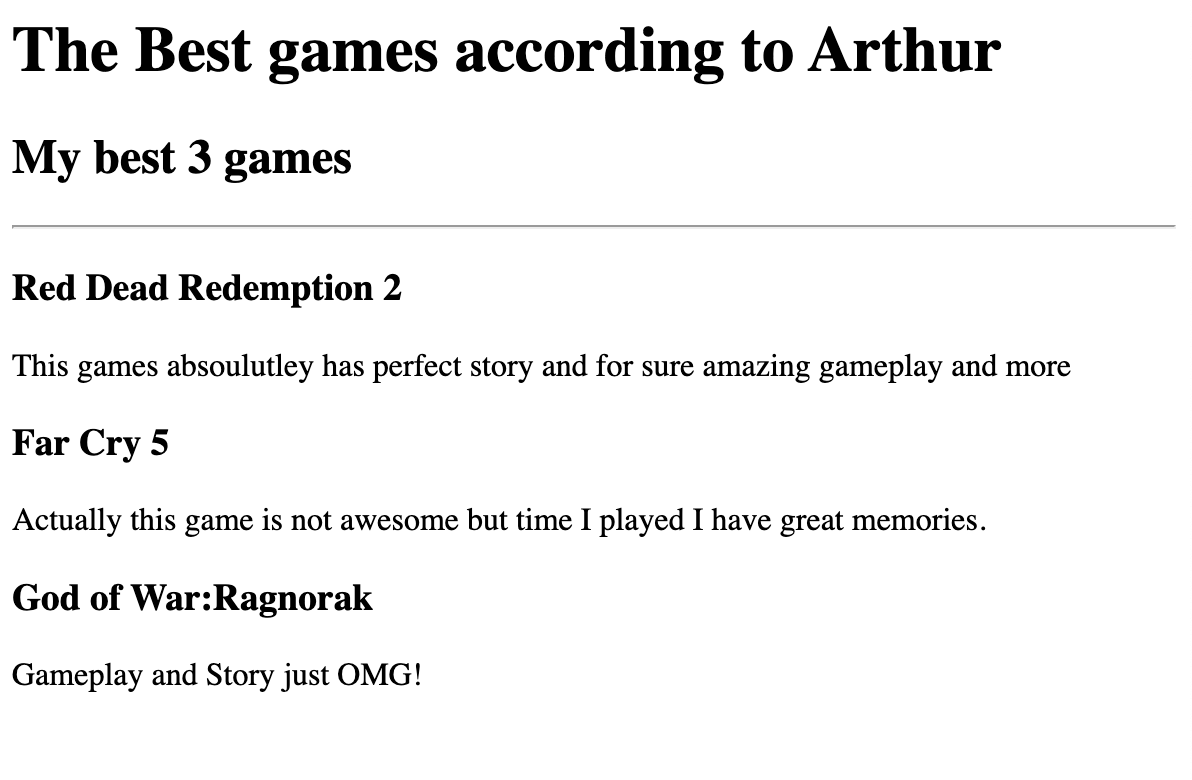 The Best games according to Arthur
My best 3 games
Red Dead Redemption 2
This games absoulutley has perfect story and for sure amazing gameplay and more
Far Cry 5
Actually this game is not awesome but time I played I have great memories.
God of War:Ragnorak
Gameplay and Story just OMG!